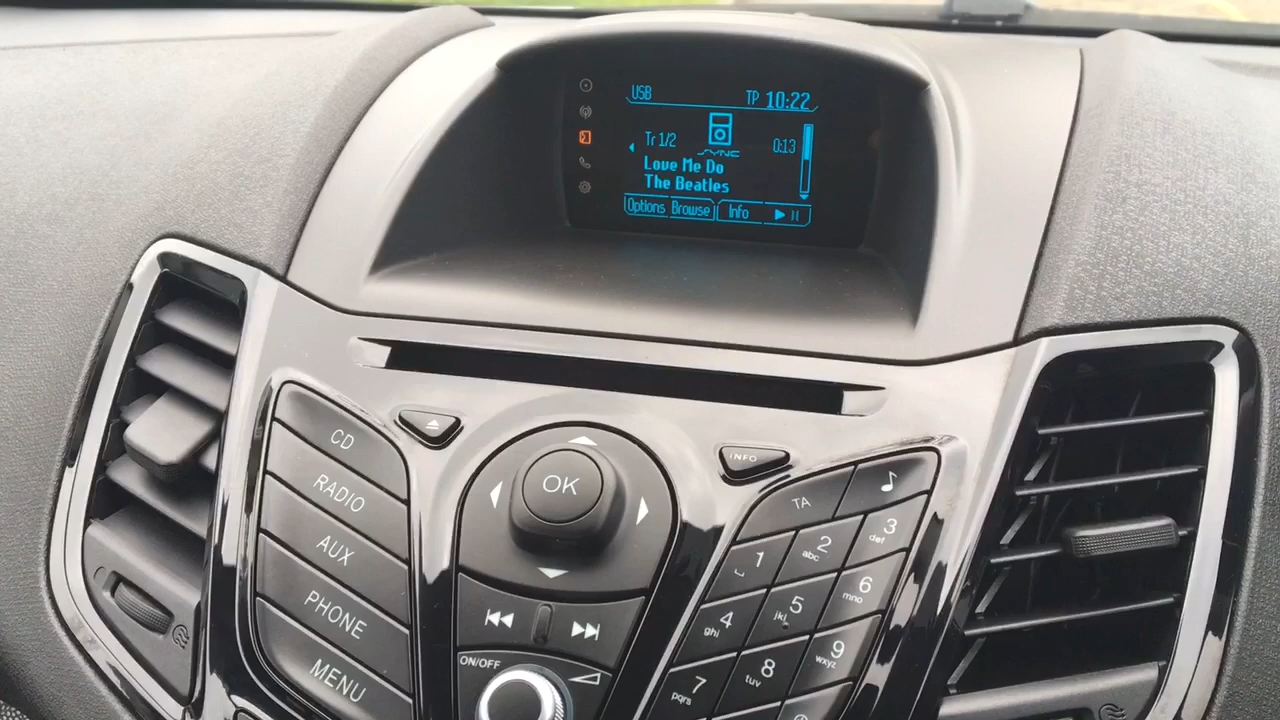 USB TP 10:22
Tr 1/2 0:13
SYNC
Love Me Do
The Beatles
Options Browse Info
CD
RADIO
AUX
PHONE
MENU
OK
ON/OFF
INFO
TA
1
2 abc
3 def
4 ghi
5 jkl
6 mno
7 pqrs
8 tuv
9 wxyz